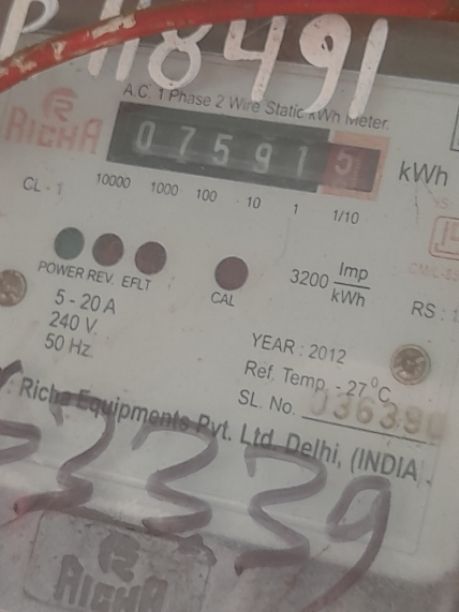 P 118491
A.C. 1 Phase 2 Wire Static kWh Meter.
RICHA
075915 kWh
CL - 1
10000 1000 100 10 1 1/10
POWER REV. EFLT
CAL
3200 Imp/kWh
5 - 20 A
240 V.
50 Hz.
RS :
YEAR : 2012
Ref. Temp. - 27°C
SL. No.
Richa Equipments Pvt. Ltd. Delhi, (INDIA
3339
RICHA